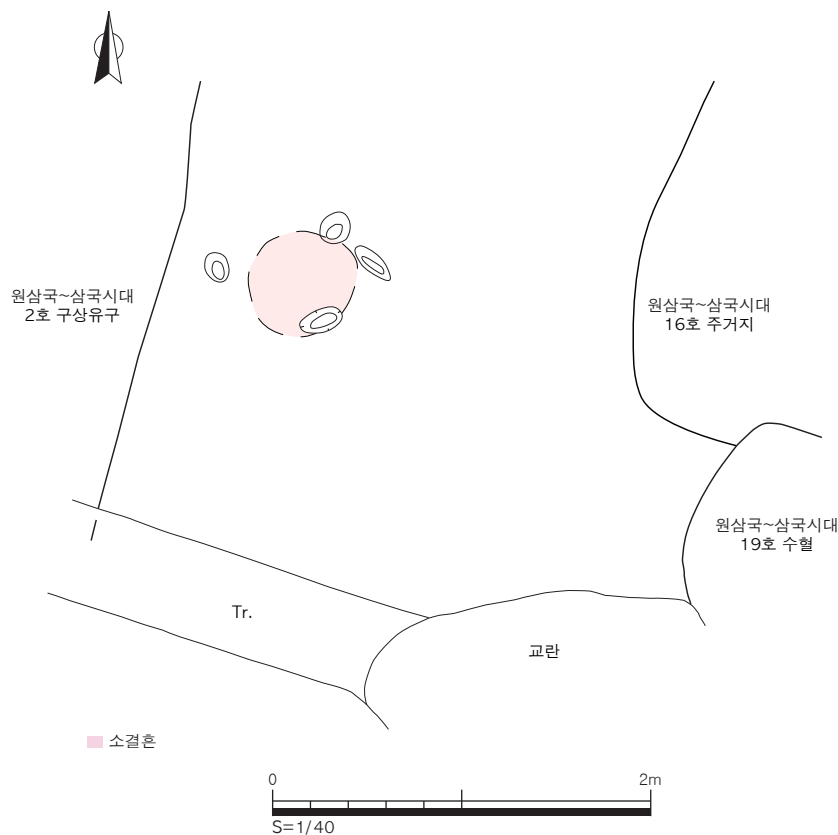 원삼국~삼국시대
2호 구상유구
원삼국~삼국시대
16호 주거지
원삼국~삼국시대
19호 수혈
Tr.
교란
소결흔
0 2m
S=1/40